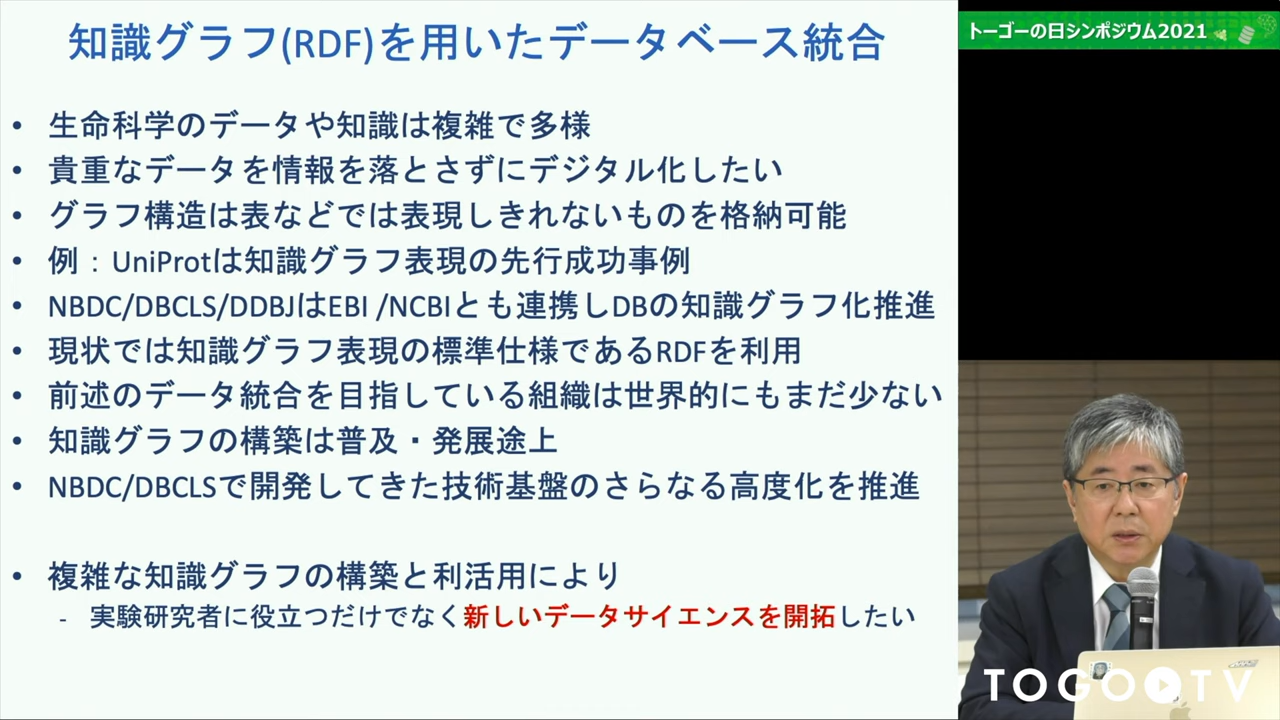 知識グラフ(RDF)を用いたデータベース統合
トーゴーの日シンポジウム2021
• 生命科学のデータや知識は複雑で多様
• 貴重なデータを情報を落とさずにデジタル化したい
• グラフ構造は表などでは表現しきれないものを格納可能
• 例：UniProtは知識グラフ表現の先行成功事例
• NBDC/DBCLS/DDBJはEBI /NCBIとも連携しDBの知識グラフ化推進
• 現状では知識グラフ表現の標準仕様であるRDFを利用
• 前述のデータ統合を目指している組織は世界的にもまだ少ない
• 知識グラフの構築は普及・発展途上
• NBDC/DBCLSで開発してきた技術基盤のさらなる高度化を推進
• 複雑な知識グラフの構築と利活用により
- 実験研究者に役立つだけでなく新しいデータサイエンスを開拓したい
TOGO TV